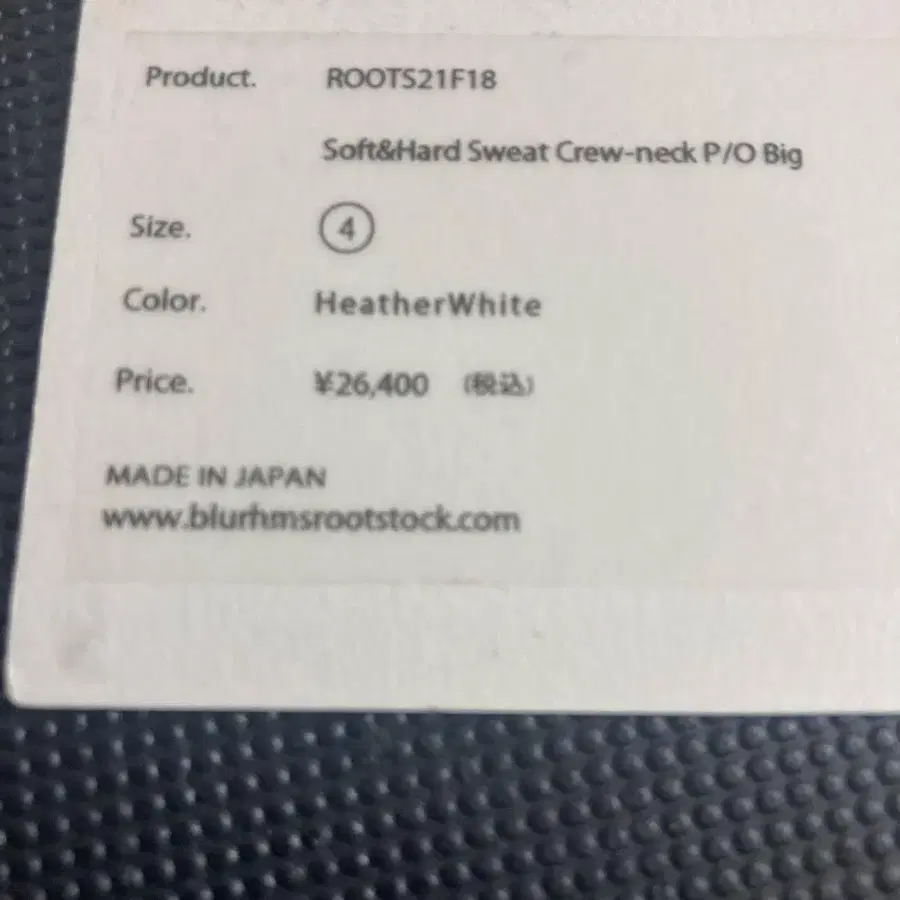 Product. ROOTS21F18
Soft&Hard Sweat Crew-neck P/O Big
Size. 4
Color. HeatherWhite
Price. ¥26,400 (税込)
MADE IN JAPAN
www.blurhmsrootstock.com